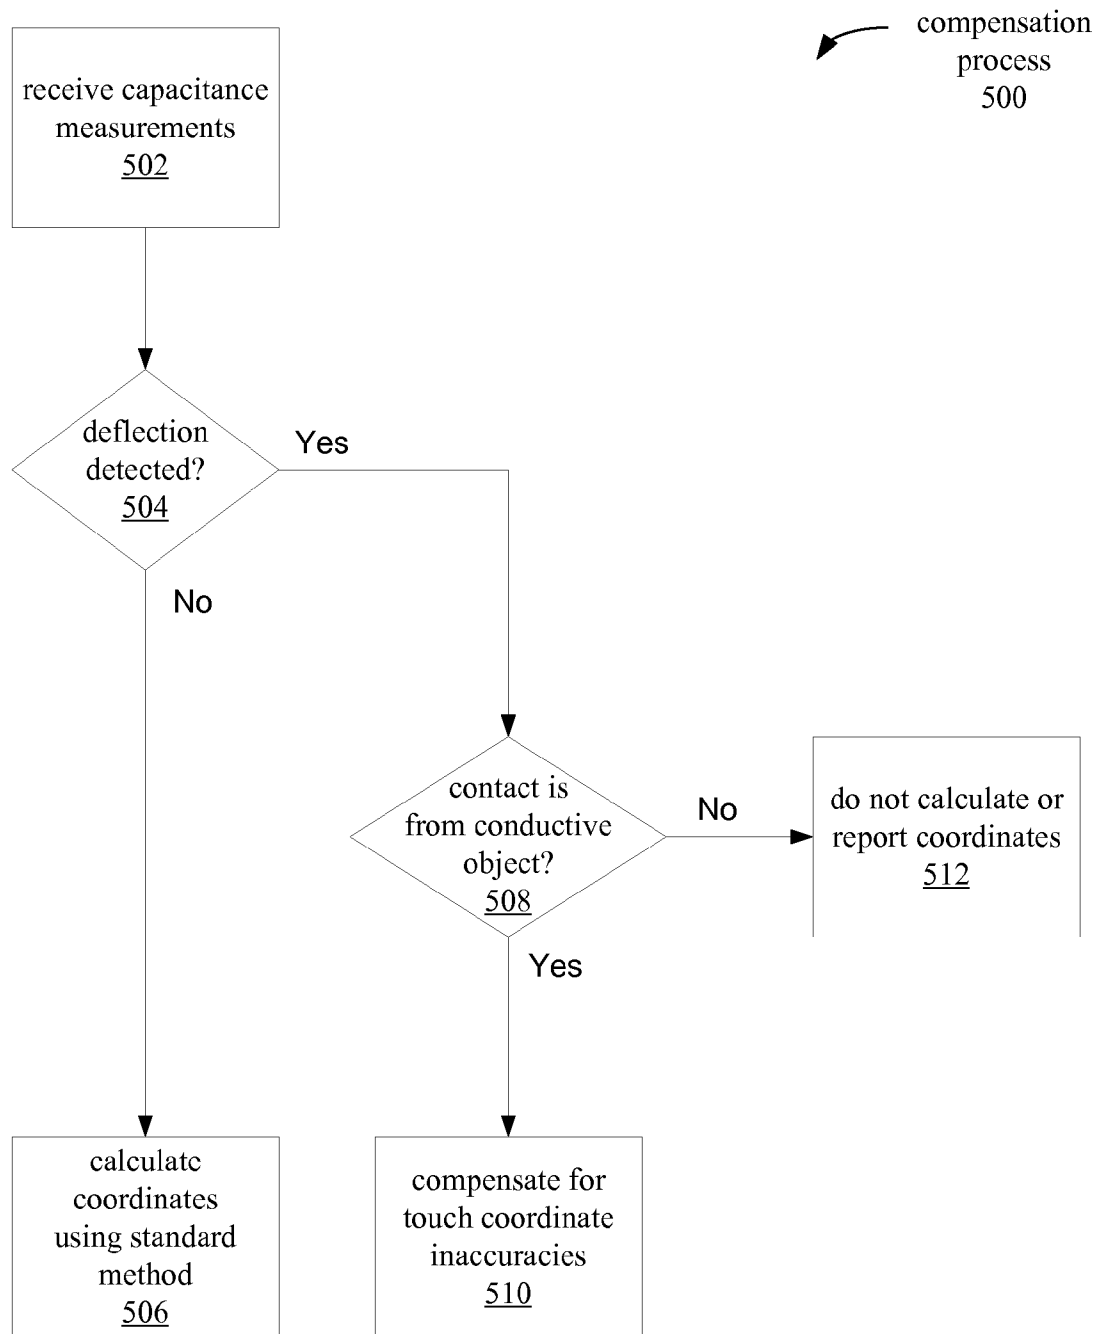 compensation
process
500
receive capacitance
measurements
502
deflection
detected?
504
Yes
No
contact is
from conductive
object?
508
No
do not calculate or
report coordinates
512
Yes
calculate
coordinates
using standard
method
506
compensate for
touch coordinate
inaccuracies
510